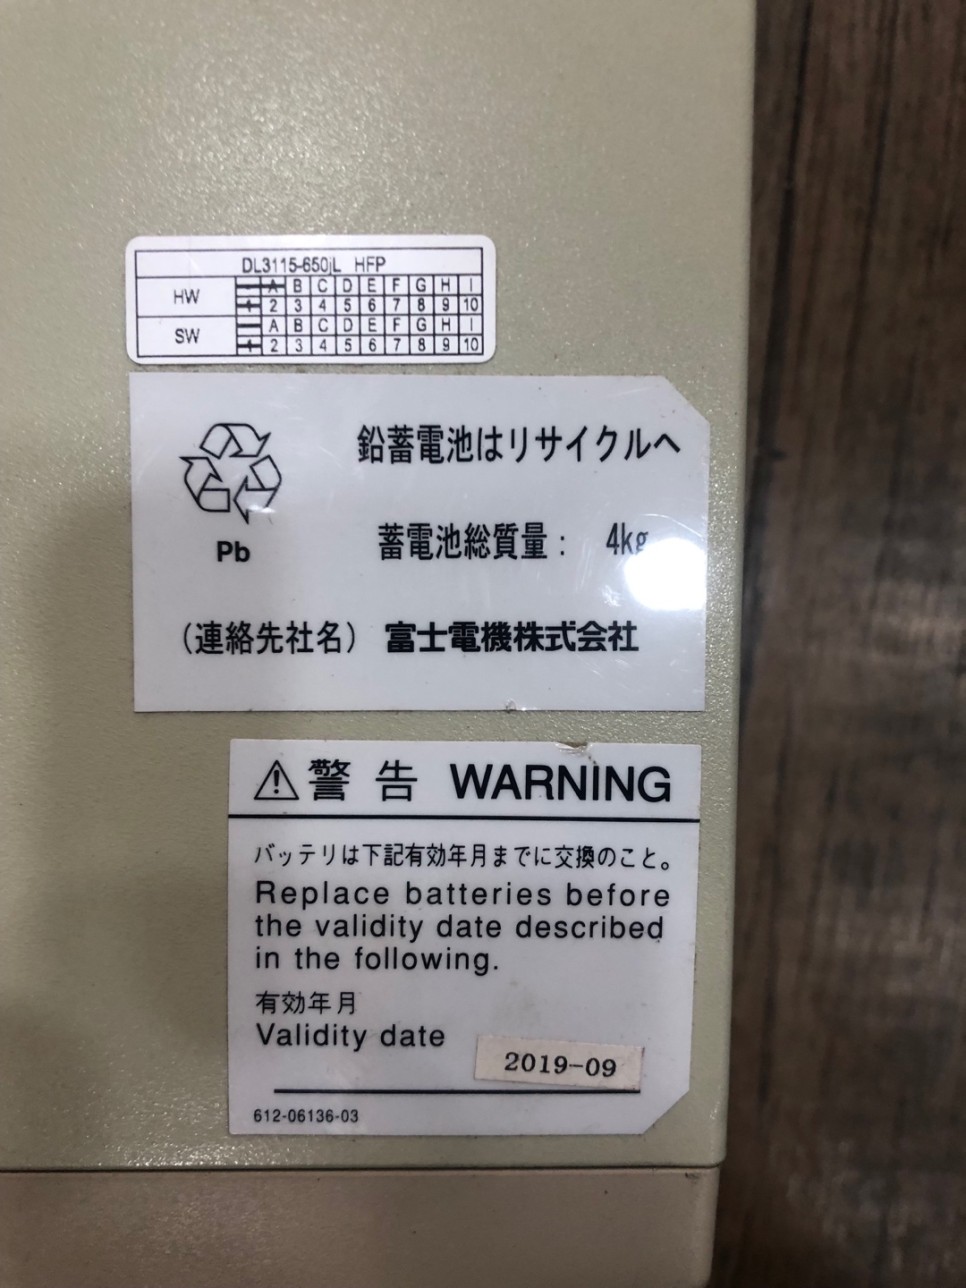 DL3115-650jL HFP
HW A B C D E F G H I
2 3 4 5 6 7 8 9 10
SW A B C D E F G H I
2 3 4 5 6 7 8 9 10
鉛蓄電池はリサイクルへ
Pb
蓄電池総質量： 4kg
（連絡先社名） 富士電機株式会社
警告 WARNING
バッテリは下記有効年月までに交換のこと。
Replace batteries before
the validity date described
in the following.
有効年月
Validity date
2019-09
612-06136-03